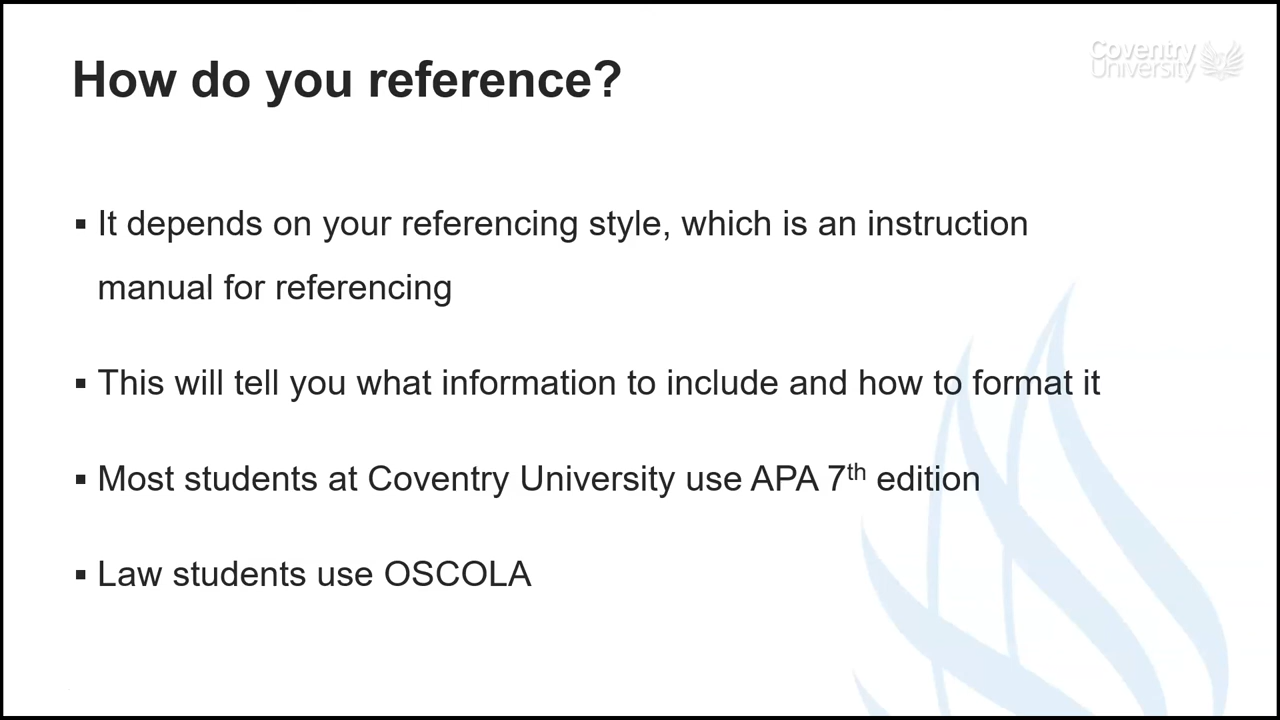 Coventry
University
How do you reference?
▪ It depends on your referencing style, which is an instruction
manual for referencing
▪ This will tell you what information to include and how to format it
▪ Most students at Coventry University use APA 7th edition
▪ Law students use OSCOLA